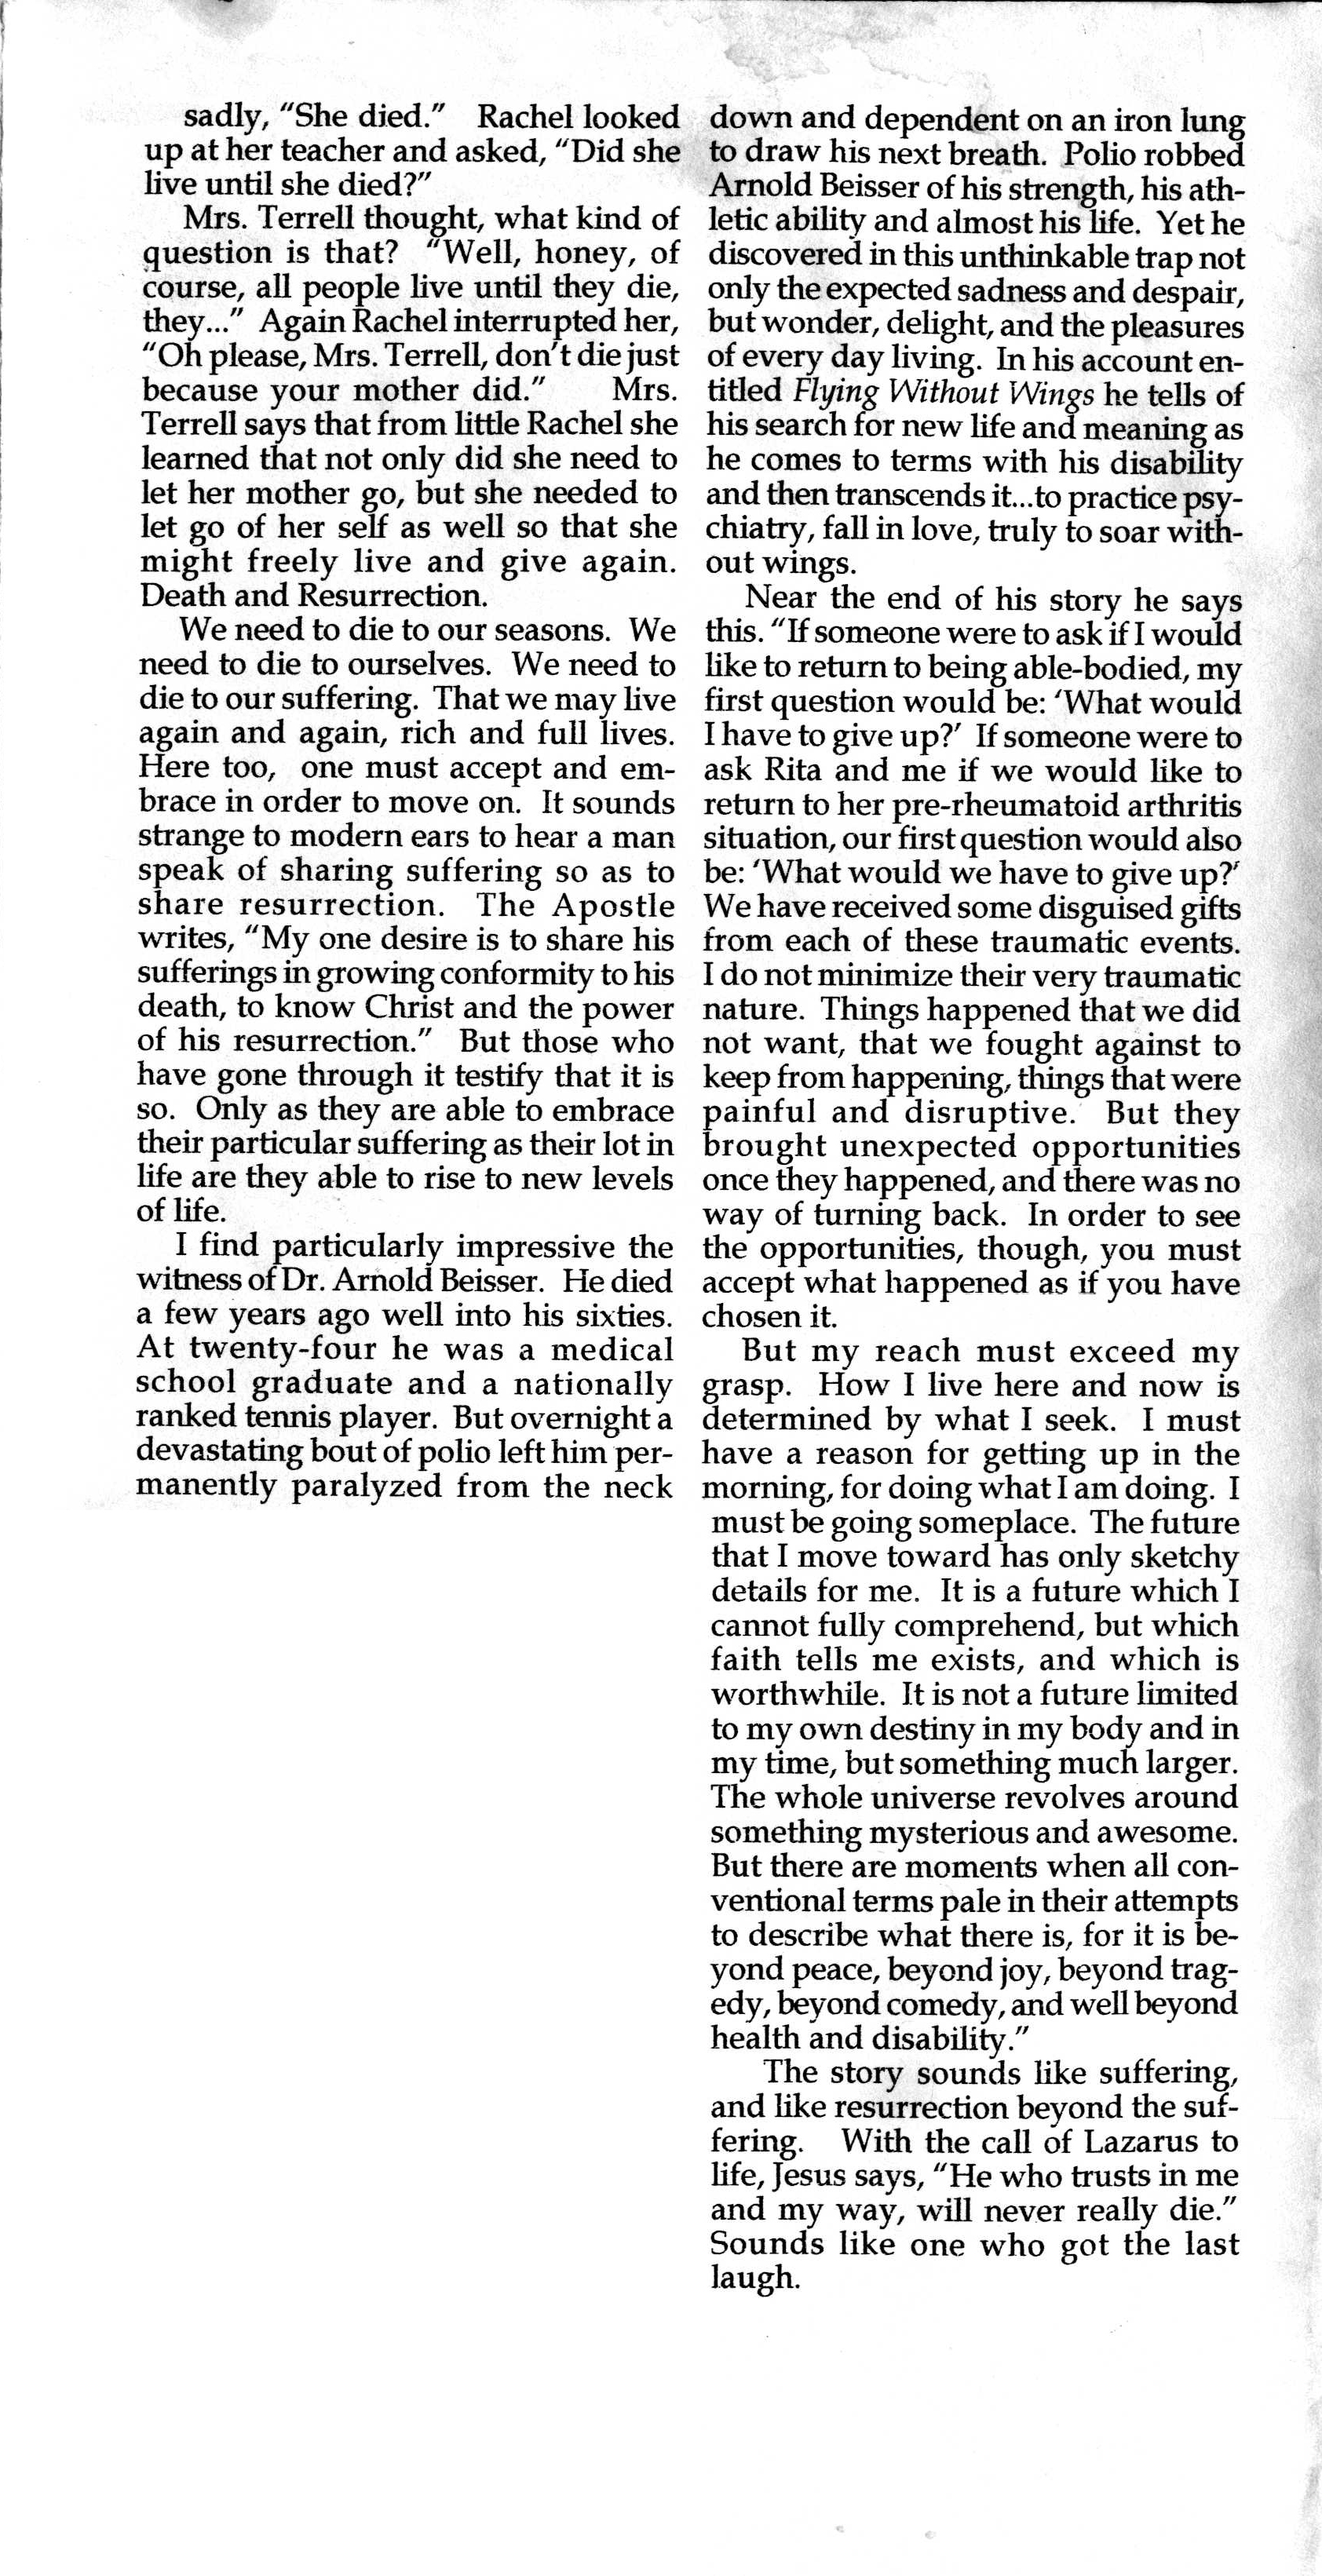 sadly, “She died.” Rachel looked
up at her teacher and asked, “Did she
live until she died?”
Mrs. Terrell thought, what kind of
question is that? “Well, honey, of
course, all people live until they die,
they...” Again Rachel interrupted her,
“Oh please, Mrs. Terrell, don’t die just
because your mother did.” Mrs.
Terrell says that from little Rachel she
learned that not only did she need to
let her mother go, but she needed to
let go of her self as well so that she
might freely live and give again.
Death and Resurrection.
We need to die to our seasons. We
need to die to ourselves. We need to
die to our suffering. That we may live
again and again, rich and full lives.
Here too, one must accept and em-
brace in order to move on. It sounds
strange to modern ears to hear a man
speak of sharing suffering so as to
share resurrection. The Apostle
writes, “My one desire is to share his
sufferings in growing conformity to his
death, to know Christ and the power
of his resurrection.” But those who
have gone through it testify that it is
so. Only as they are able to embrace
their particular suffering as their lot in
life are they able to rise to new levels
of life.
I find particularly impressive the
witness of Dr. Arnold Beisser. He died
a few years ago well into his sixties.
At twenty-four he was a medical
school graduate and a nationally
ranked tennis player. But overnight a
devastating bout of polio left him per-
manently paralyzed from the neck
down and dependent on an iron lung
to draw his next breath. Polio robbed
Arnold Beisser of his strength, his ath-
letic ability and almost his life. Yet he
discovered in this unthinkable trap not
only the expected sadness and despair,
but wonder, delight, and the pleasures
of every day living. In his account en-
titled Flying Without Wings he tells of
his search for new life and meaning as
he comes to terms with his disability
and then transcends it...to practice psy-
chiatry, fall in love, truly to soar with-
out wings.
Near the end of his story he says
this. “If someone were to ask if I would
like to return to being able-bodied, my
first question would be: ‘What would
I have to give up?’ If someone were to
ask Rita and me if we would like to
return to her pre-rheumatoid arthritis
situation, our first question would also
be: ‘What would we have to give up?’
We have received some disguised gifts
from each of these traumatic events.
I do not minimize their very traumatic
nature. Things happened that we did
not want, that we fought against to
keep from happening, things that were
painful and disruptive. But they
brought unexpected opportunities
once they happened, and there was no
way of turning back. In order to see
the opportunities, though, you must
accept what happened as if you have
chosen it.
But my reach must exceed my
grasp. How I live here and now is
determined by what I seek. I must
have a reason for getting up in the
morning, for doing what I am doing. I
must be going someplace. The future
that I move toward has only sketchy
details for me. It is a future which I
cannot fully comprehend, but which
faith tells me exists, and which is
worthwhile. It is not a future limited
to my own destiny in my body and in
my time, but something much larger.
The whole universe revolves around
something mysterious and awesome.
But there are moments when all con-
ventional terms pale in their attempts
to describe what there is, for it is be-
yond peace, beyond joy, beyond trag-
edy, beyond comedy, and well beyond
health and disability.”
The story sounds like suffering,
and like resurrection beyond the suf-
fering. With the call of Lazarus to
life, Jesus says, “He who trusts in me
and my way, will never really die.”
Sounds like one who got the last
laugh.